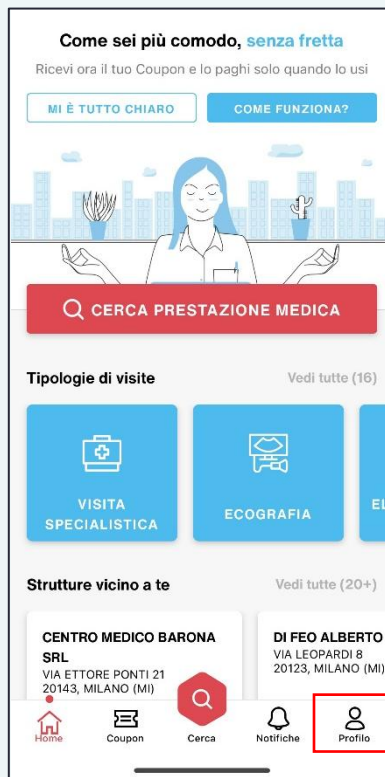 Come sei più comodo, senza fretta
Ricevi ora il tuo Coupon e lo paghi solo quando lo usi
MI È TUTTO CHIARO
COME FUNZIONA?
CERCA PRESTAZIONE MEDICA
Tipologie di visite
Vedi tutte (16)
VISITA
SPECIALISTICA
ECOGRAFIA
EL
Strutture vicino a te
Vedi tutte (20+)
CENTRO MEDICO BARONA
SRL
VIA ETTORE PONTI 21
20143, MILANO (MI)
DI FEO ALBERTO
VIA LEOPARDI 8
20123, MILANO (MI)
Home
Coupon
Cerca
Notifiche
Profilo